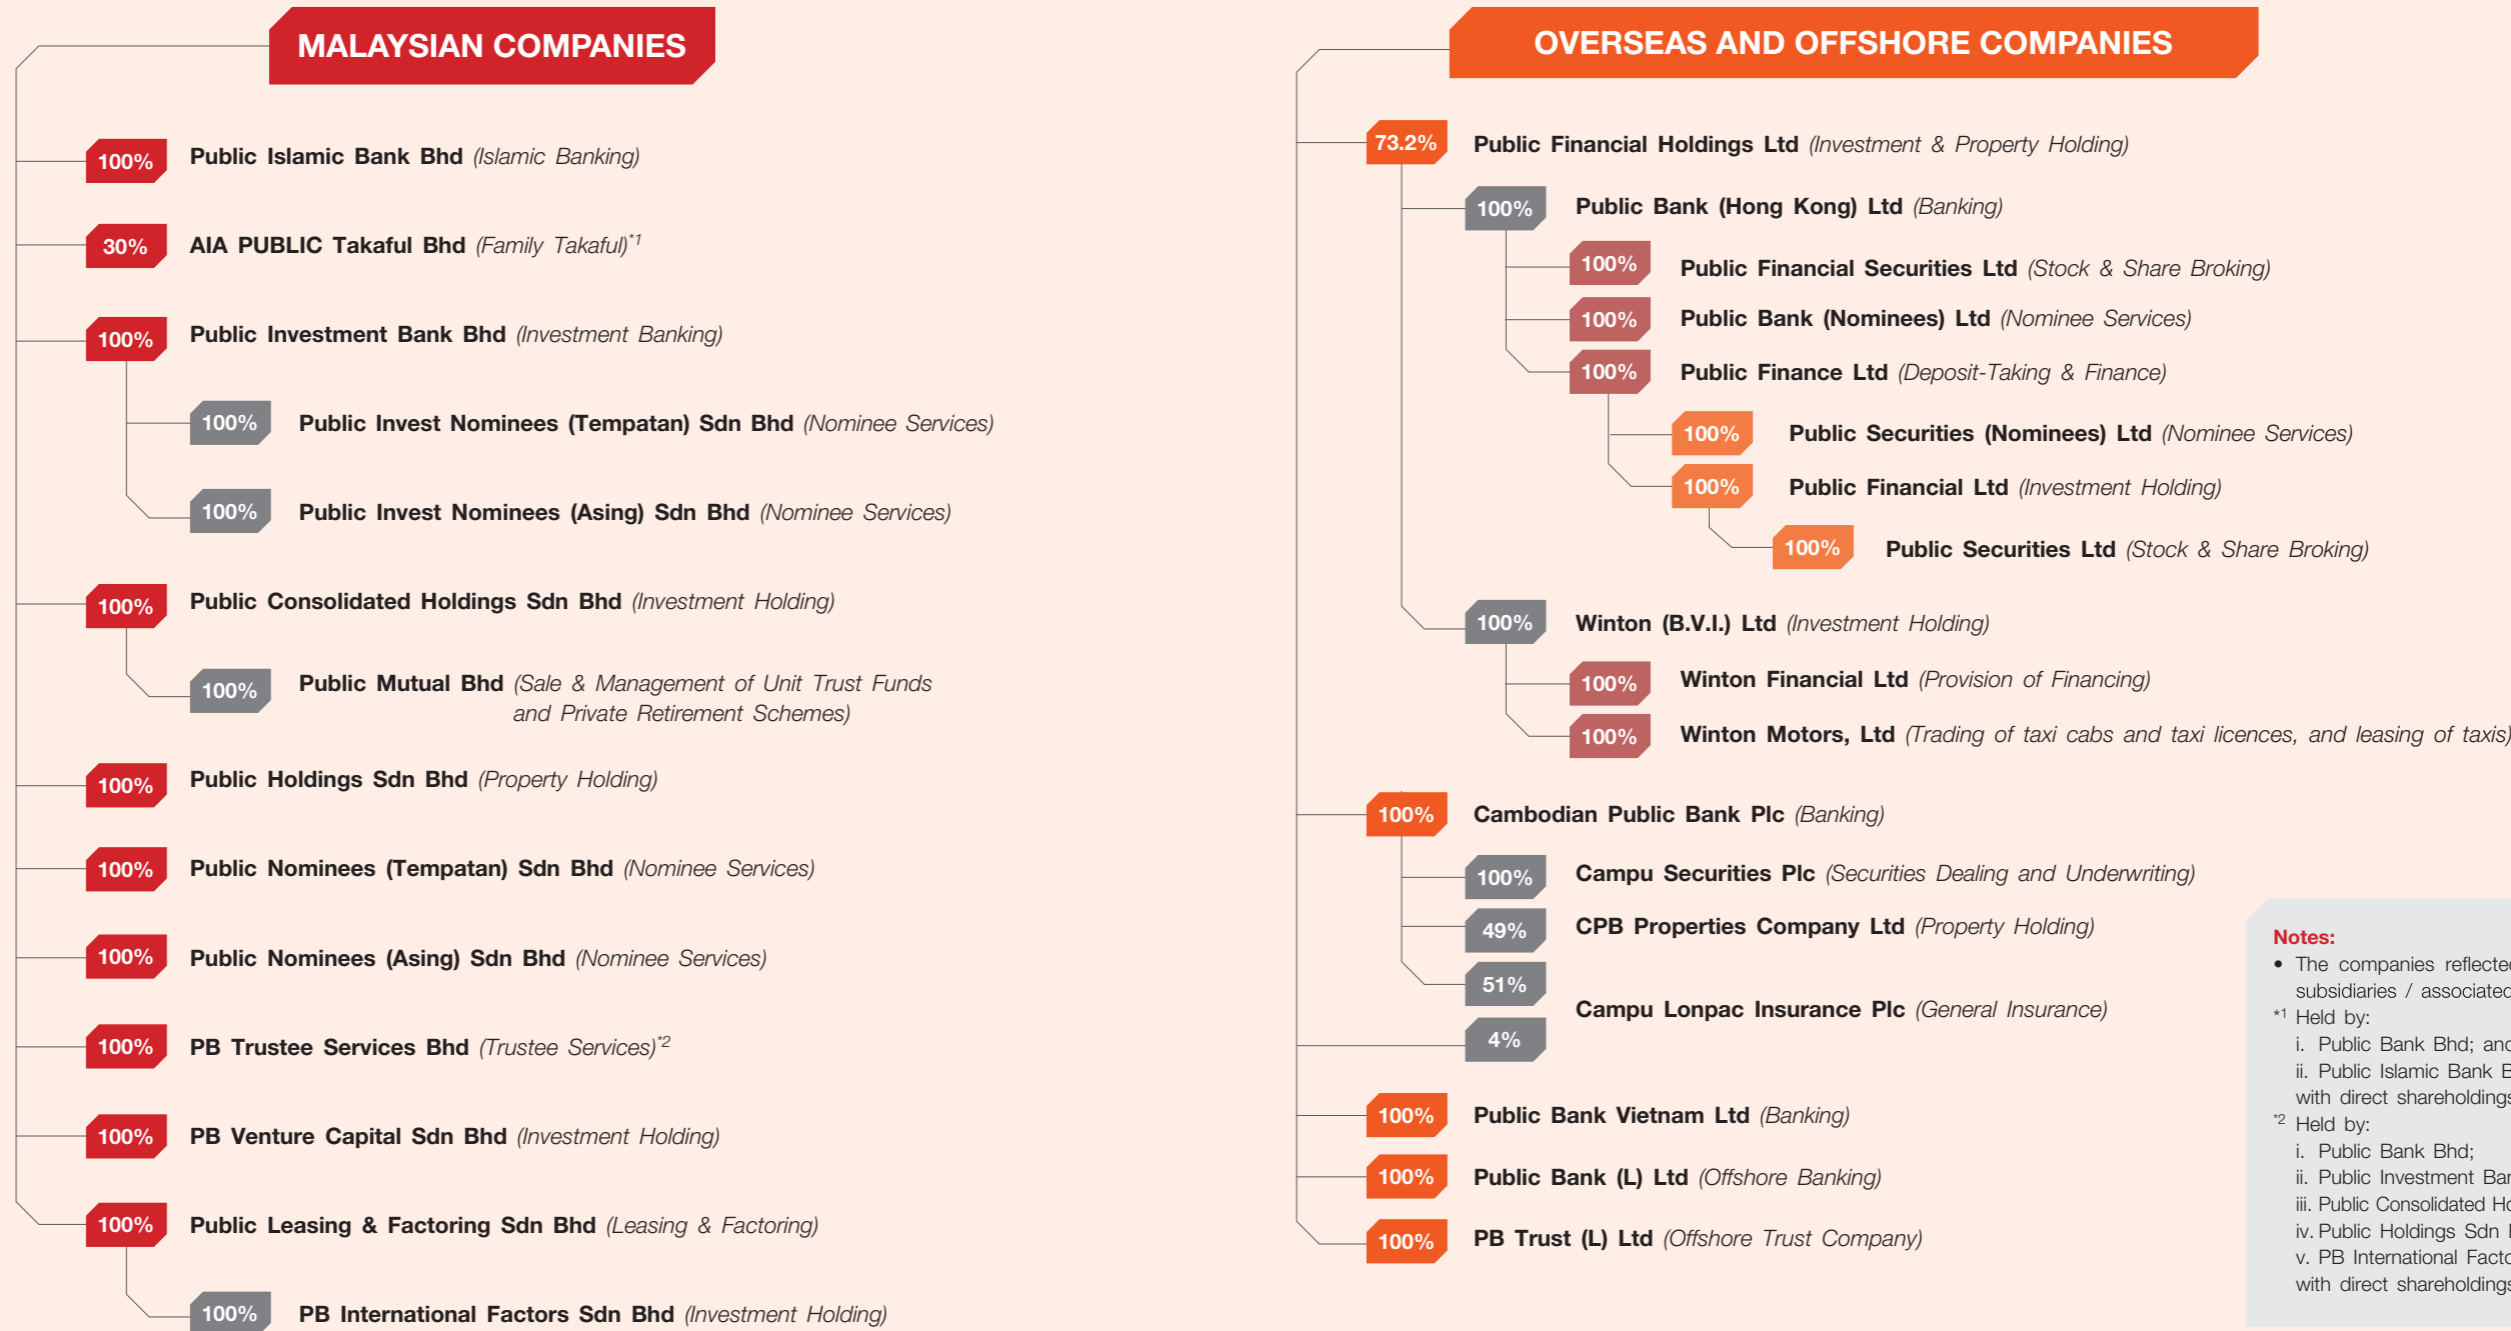 MALAYSIAN COMPANIES
100% Public Islamic Bank Bhd (Islamic Banking)
30% AIA PUBLIC Takaful Bhd (Family Takaful)*1
100% Public Investment Bank Bhd (Investment Banking)
100% Public Invest Nominees (Tempatan) Sdn Bhd (Nominee Services)
100% Public Invest Nominees (Asing) Sdn Bhd (Nominee Services)
100% Public Consolidated Holdings Sdn Bhd (Investment Holding)
100% Public Mutual Bhd (Sale & Management of Unit Trust Funds
and Private Retirement Schemes)
100% Public Holdings Sdn Bhd (Property Holding)
100% Public Nominees (Tempatan) Sdn Bhd (Nominee Services)
100% Public Nominees (Asing) Sdn Bhd (Nominee Services)
100% PB Trustee Services Bhd (Trustee Services)*2
100% PB Venture Capital Sdn Bhd (Investment Holding)
100% Public Leasing & Factoring Sdn Bhd (Leasing & Factoring)
100% PB International Factors Sdn Bhd (Investment Holding)
OVERSEAS AND OFFSHORE COMPANIES
73.2% Public Financial Holdings Ltd (Investment & Property Holding)
100% Public Bank (Hong Kong) Ltd (Banking)
100% Public Financial Securities Ltd (Stock & Share Broking)
100% Public Bank (Nominees) Ltd (Nominee Services)
100% Public Finance Ltd (Deposit-Taking & Finance)
100% Public Securities (Nominees) Ltd (Nominee Services)
100% Public Financial Ltd (Investment Holding)
100% Public Securities Ltd (Stock & Share Broking)
100% Winton (B.V.I.) Ltd (Investment Holding)
100% Winton Financial Ltd (Provision of Financing)
100% Winton Motors, Ltd (Trading of taxi cabs and taxi licences, and leasing of taxis)
100% Cambodian Public Bank Plc (Banking)
100% Campu Securities Plc (Securities Dealing and Underwriting)
49% CPB Properties Company Ltd (Property Holding)
51%
Campu Lonpac Insurance Plc (General Insurance)
4%
100% Public Bank Vietnam Ltd (Banking)
100% Public Bank (L) Ltd (Offshore Banking)
100% PB Trust (L) Ltd (Offshore Trust Company)
Notes:
• The companies
subsidiaries / associated
*1 Held by:
i. Public Bank Bhd;
ii. Public Islamic Bank
with direct shareholdings
*2 Held by:
i. Public Bank Bhd;
ii. Public Investment
iii. Public Consolidated
iv. Public Holdings Sdn
v. PB International
with direct shareholdings